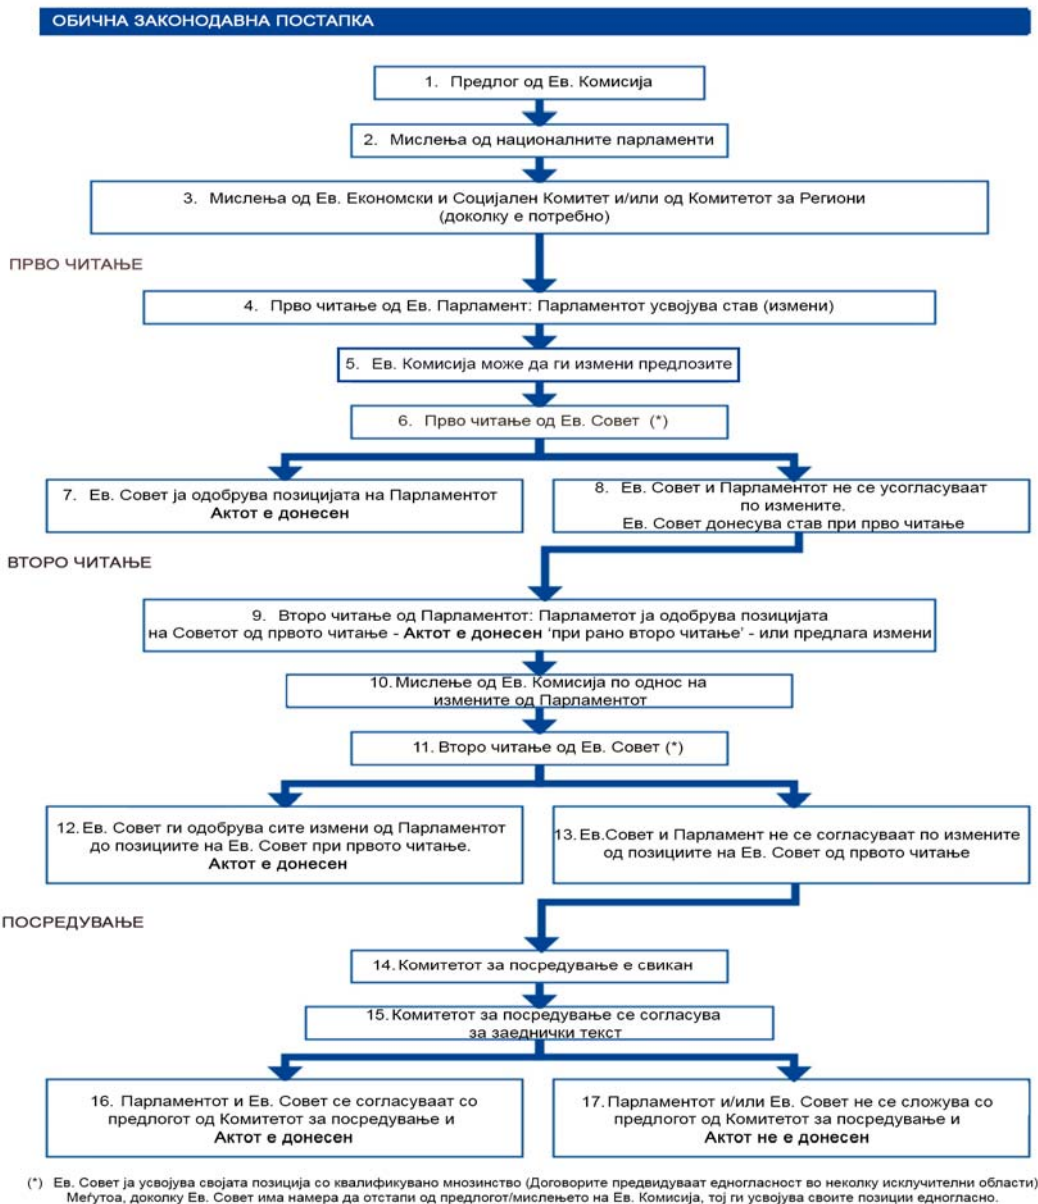 ОБИЧНА ЗАКОНОДАВНА ПОСТАПКА
1. Предлог од Ев. Комисија
2. Мислења од националните парламенти
3. Мислења од Ев. Економски и Социјален Комитет и/или од Комитетот за Региони
(доколку е потребно)
ПРВО ЧИТАЊЕ
4. Прво читање од Ев. Парламент: Парламентот усвојува став (измени)
5. Ев. Комисија може да ги измени предлозите
6. Прво читање од Ев. Совет (*)
7. Ев. Совет ја одобрува позицијата на Парламентот
Актот е донесен
8. Ев. Совет и Парламентот не се усогласуваат
по измените.
Ев. Совет донесува став при прво читање
ВТОРО ЧИТАЊЕ
9. Второ читање од Парламентот: Параметот ја одобрува позицијата
на Советот од првото читање - Актот е донесен ‘при рано второ читање’ - или предлага измени
10. Мислење од Ев. Комисија по однос на
измените од Парламентот
11. Второ читање од Ев. Совет (*)
12. Ев. Совет ги одобрува сите измени од Парламентот
до позициите на Ев. Совет при првото читање.
Актот е донесен
13. Ев.Совет и Парламент не се согласуваат по измените
од позициите на Ев. Совет од првото читање
ПОСРЕДУВАЊЕ
14. Комитетот за посредување е свикан
15. Комитетот за посредување се согласува
за заеднички текст
16. Парламентот и Ев. Совет се согласуваат со
предлогот од Комитетот за посредување и
Актот е донесен
17. Парламентот и/или Ев. Совет не се сложува со
предлогот од Комитетот за посредување и
Актот не е донесен
(*) Ев. Совет ја усвојува својата позиција со квалификувано мнозинство (Договорите предвидуваат едногласност во неколку исклучителни области)
Меѓутоа, доколку Ев. Совет има намера да отстапи од предлогот/мислењето на Ев. Комисија, тој ги усвојува своите позиции едногласно.